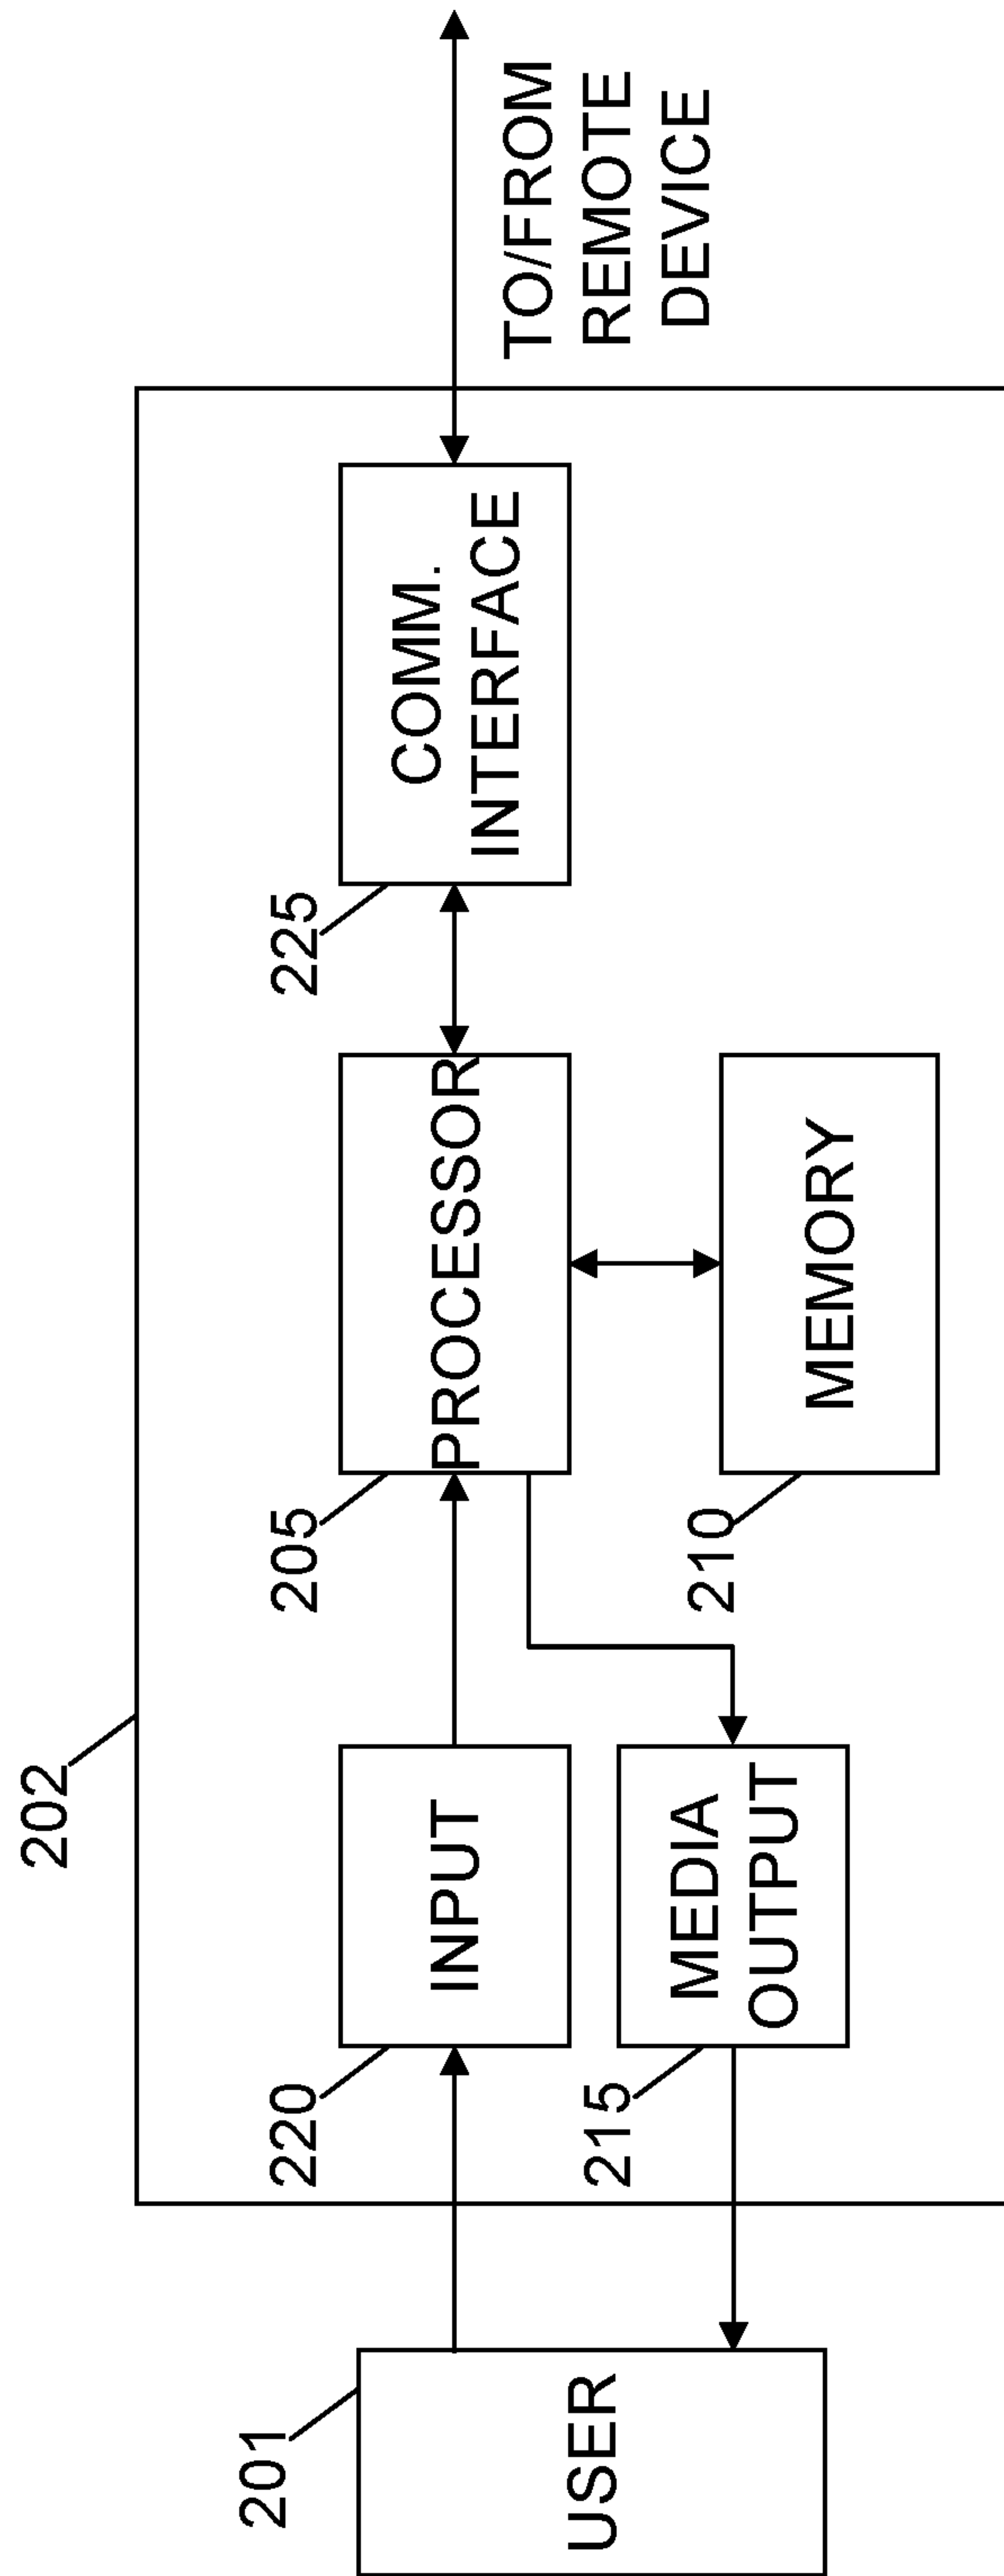 202
201
USER
220
INPUT
215
MEDIA
OUTPUT
205
PROCESSOR
210
MEMORY
225
COMM.
INTERFACE
TO/FROM
REMOTE
DEVICE